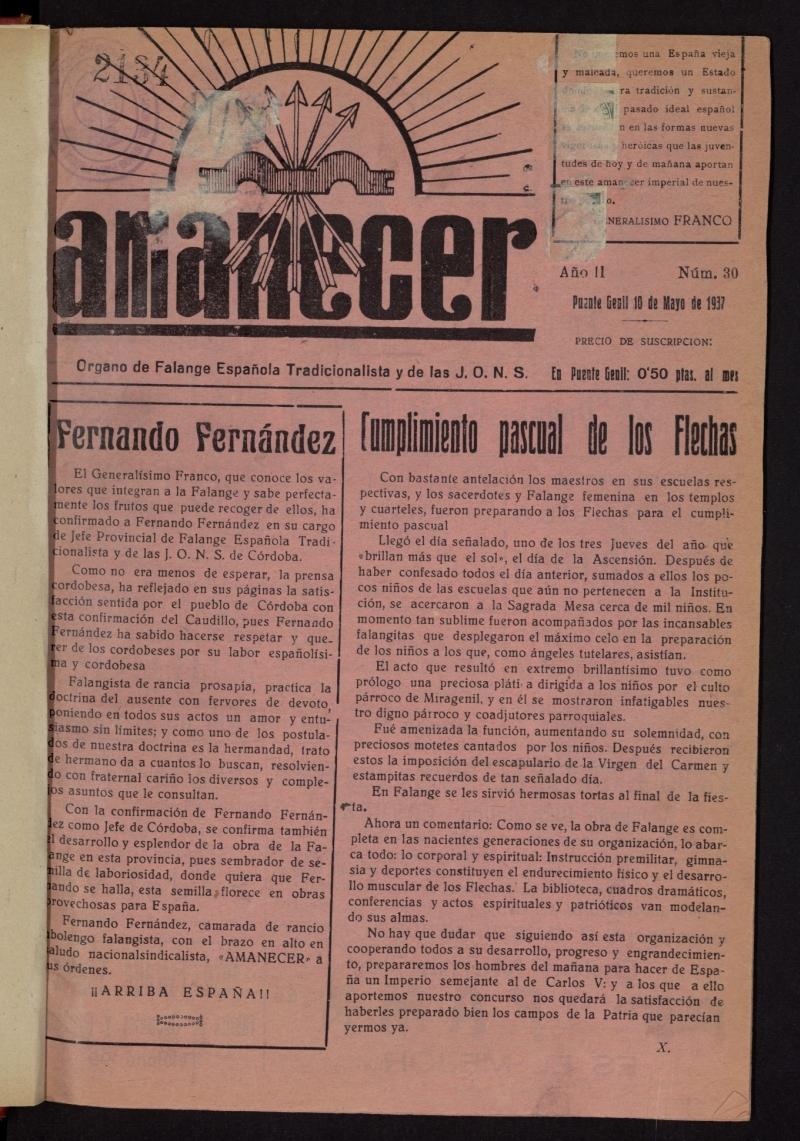 2134
No queremos una España vieja
y maleada, queremos un Estado
ra tradición y sustan-
pasado ideal español
n en las formas nuevas
heróicas que las juven-
tudes de hoy y de mañana aportan
en este amanecer imperial de nues-
o.
GENERALISIMO FRANCO
amanecer
Año II Núm. 30
Puente Genil 10 de Mayo de 1937
PRECIO DE SUSCRIPCION:
Organo de Falange Española Tradicionalista y de las J. O. N. S.
En Puente Genil: 0'50 ptas. al mes
Fernando Fernández
El Generalísimo Franco, que conoce los va-
lores que integran a la Falange y sabe perfecta-
mente los frutos que puede recoger de ellos, ha
confirmado a Fernando Fernández en su cargo
de Jefe Provincial de Falange Española Tradi-
cionalista y de las J. O. N. S. de Córdoba.
Como no era menos de esperar, la prensa
cordobesa, ha reflejado en sus páginas la satis-
facción sentida por el pueblo de Córdoba con
esta confirmación del Caudillo, pues Fernando
Fernández ha sabido hacerse respetar y que-
rer de los cordobeses por su labor españolísi-
ma y cordobesa
Falangista de rancia prosapia, practica la
doctrina del ausente con fervores de devoto,
poniendo en todos sus actos un amor y entu-
siasmo sin límites; y como uno de los postula-
dos de nuestra doctrina es la hermandad, trato
de hermano da a cuantos lo buscan, resolvien-
do con fraternal cariño los diversos y comple-
jos asuntos que le consultan.
Con la confirmación de Fernando Fernán-
dez como Jefe de Córdoba, se confirma también
el desarrollo y esplendor de la obra de la Fa-
ange en esta provincia, pues sembrador de se-
milla de laboriosidad, donde quiera que Fer-
nando se halla, esta semilla florece en obras
provechosas para España.
Fernando Fernández, camarada de rancio
abolengo falangista, con el brazo en alto en
saludo nacionalsindicalista, «AMANECER» a
us órdenes.
¡¡ARRIBA ESPAÑA!!
Cumplimiento pascual de los Flechas
Con bastante antelación los maestros en sus escuelas res-
pectivas, y los sacerdotes y Falange femenina en los templos
y cuarteles, fueron preparando a los Flechas para el cumpli-
miento pascual
Llegó el día señalado, uno de los tres Jueves del año que
«brillan más que el sol», el día de la Ascensión. Después de
haber confesado todos el día anterior, sumados a ellos los po-
cos niños de las escuelas que aún no pertenecen a la Institu-
ción, se acercaron a la Sagrada Mesa cerca de mil niños. En
momento tan sublime fueron acompañados por las incansables
falangitas que desplegaron el máximo celo en la preparación
de los niños a los que, como ángeles tutelares, asistían.
El acto que resultó en extremo brillantísimo tuvo como
prólogo una preciosa pláti a dirigida a los niños por el culto
párroco de Miragenil, y en él se mostraron infatigables nues-
tro digno párroco y coadjutores parroquiales.
Fué amenizada la función, aumentando su solemnidad, con
preciosos motetes cantados por los niños. Después recibieron
estos la imposición del escapulario de la Virgen del Carmen y
estampitas recuerdos de tan señalado día.
En Falange se les sirvió hermosas tortas al final de la fies-
ta.
Ahora un comentario: Como se ve, la obra de Falange es com-
pleta en las nacientes generaciones de su organización, lo abar-
ca todo: lo corporal y espiritual: Instrucción premilitar, gimna-
sia y deportes constituyen el endurecimiento físico y el desarro-
llo muscular de los Flechas. La biblioteca, cuadros dramáticos,
conferencias y actos espirituales y patrióticos van modelan-
do sus almas.
No hay que dudar que siguiendo así esta organización y
cooperando todos a su desarrollo, progreso y engrandecimien-
to, prepararemos los hombres del mañana para hacer de Espa-
ña un Imperio semejante al de Carlos V: y a los que a ello
aportemos nuestro concurso nos quedará la satisfacción de
haberles preparado bien los campos de la Patria que parecían
yermos ya.
X.